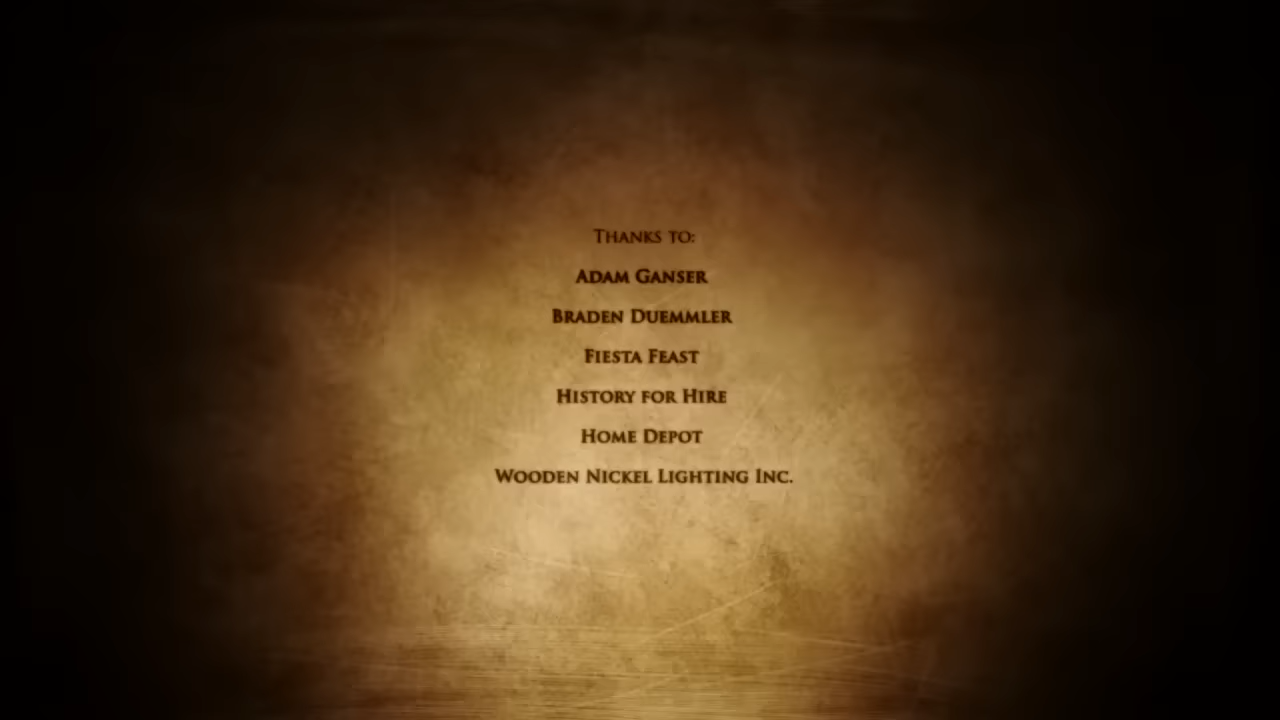 Thanks to:
Adam Ganser
Braden Duemmler
Fiesta Feast
History for Hire
Home Depot
Wooden Nickel Lighting Inc.